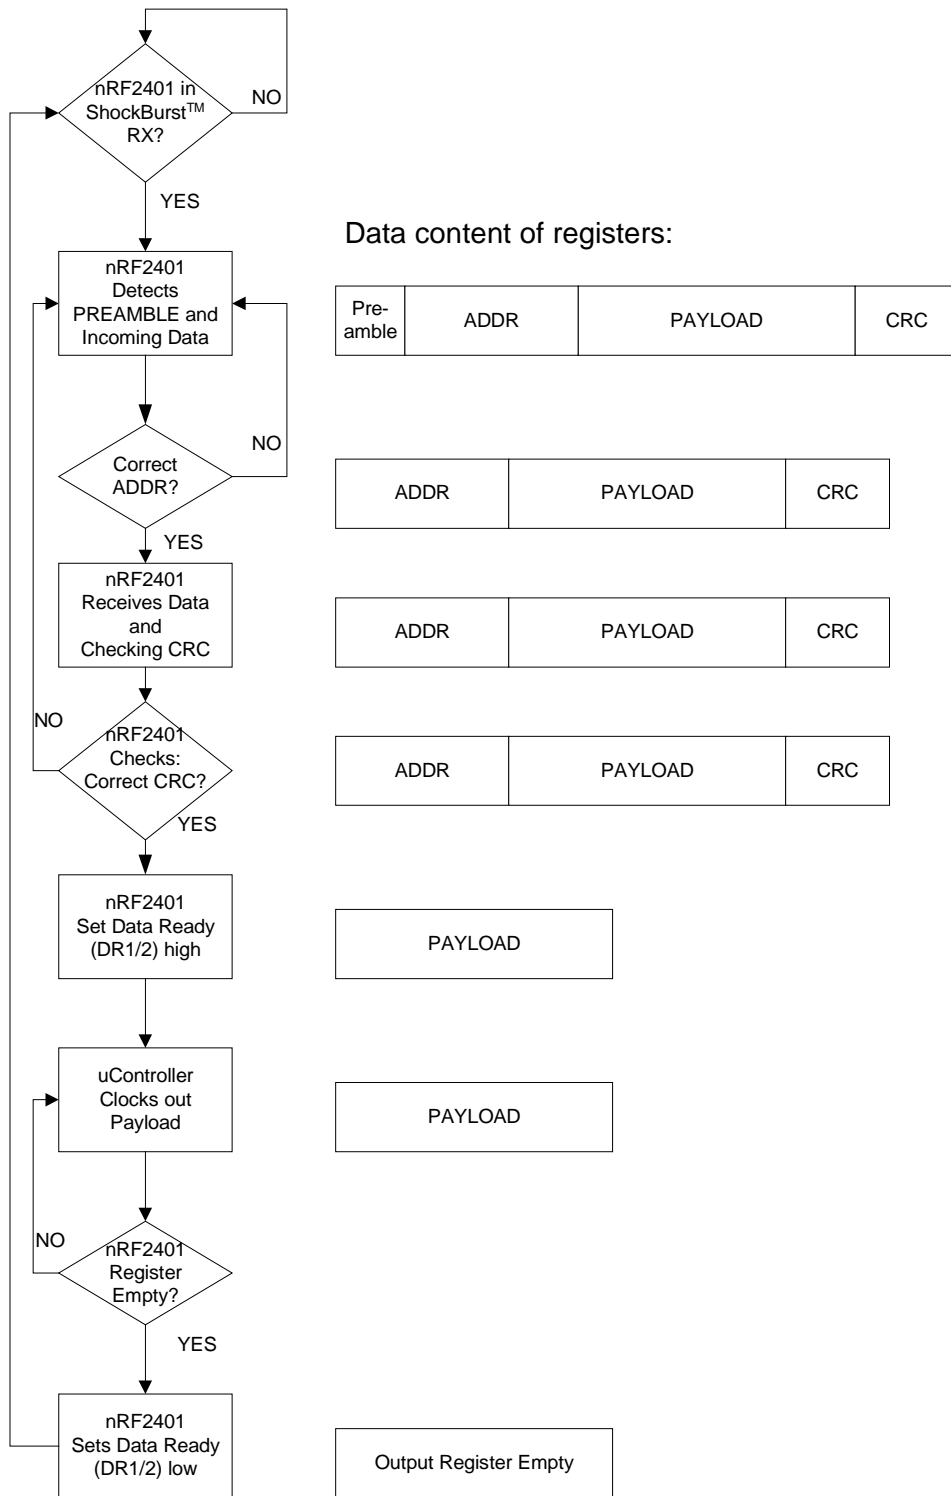 nRF2401 in
ShockBurst™
RX?
NO
YES
Data content of registers:
nRF2401
Detects
PREAMBLE and
Incoming Data
Pre-
amble
ADDR
PAYLOAD
CRC
NO
Correct
ADDR?
ADDR
PAYLOAD
CRC
YES
nRF2401
Receives Data
and
Checking CRC
ADDR
PAYLOAD
CRC
NO
nRF2401
Checks:
Correct CRC?
ADDR
PAYLOAD
CRC
YES
nRF2401
Set Data Ready
(DR1/2) high
PAYLOAD
uController
Clocks out
Payload
PAYLOAD
NO
nRF2401
Register
Empty?
YES
nRF2401
Sets Data Ready
(DR1/2) low
Output Register Empty